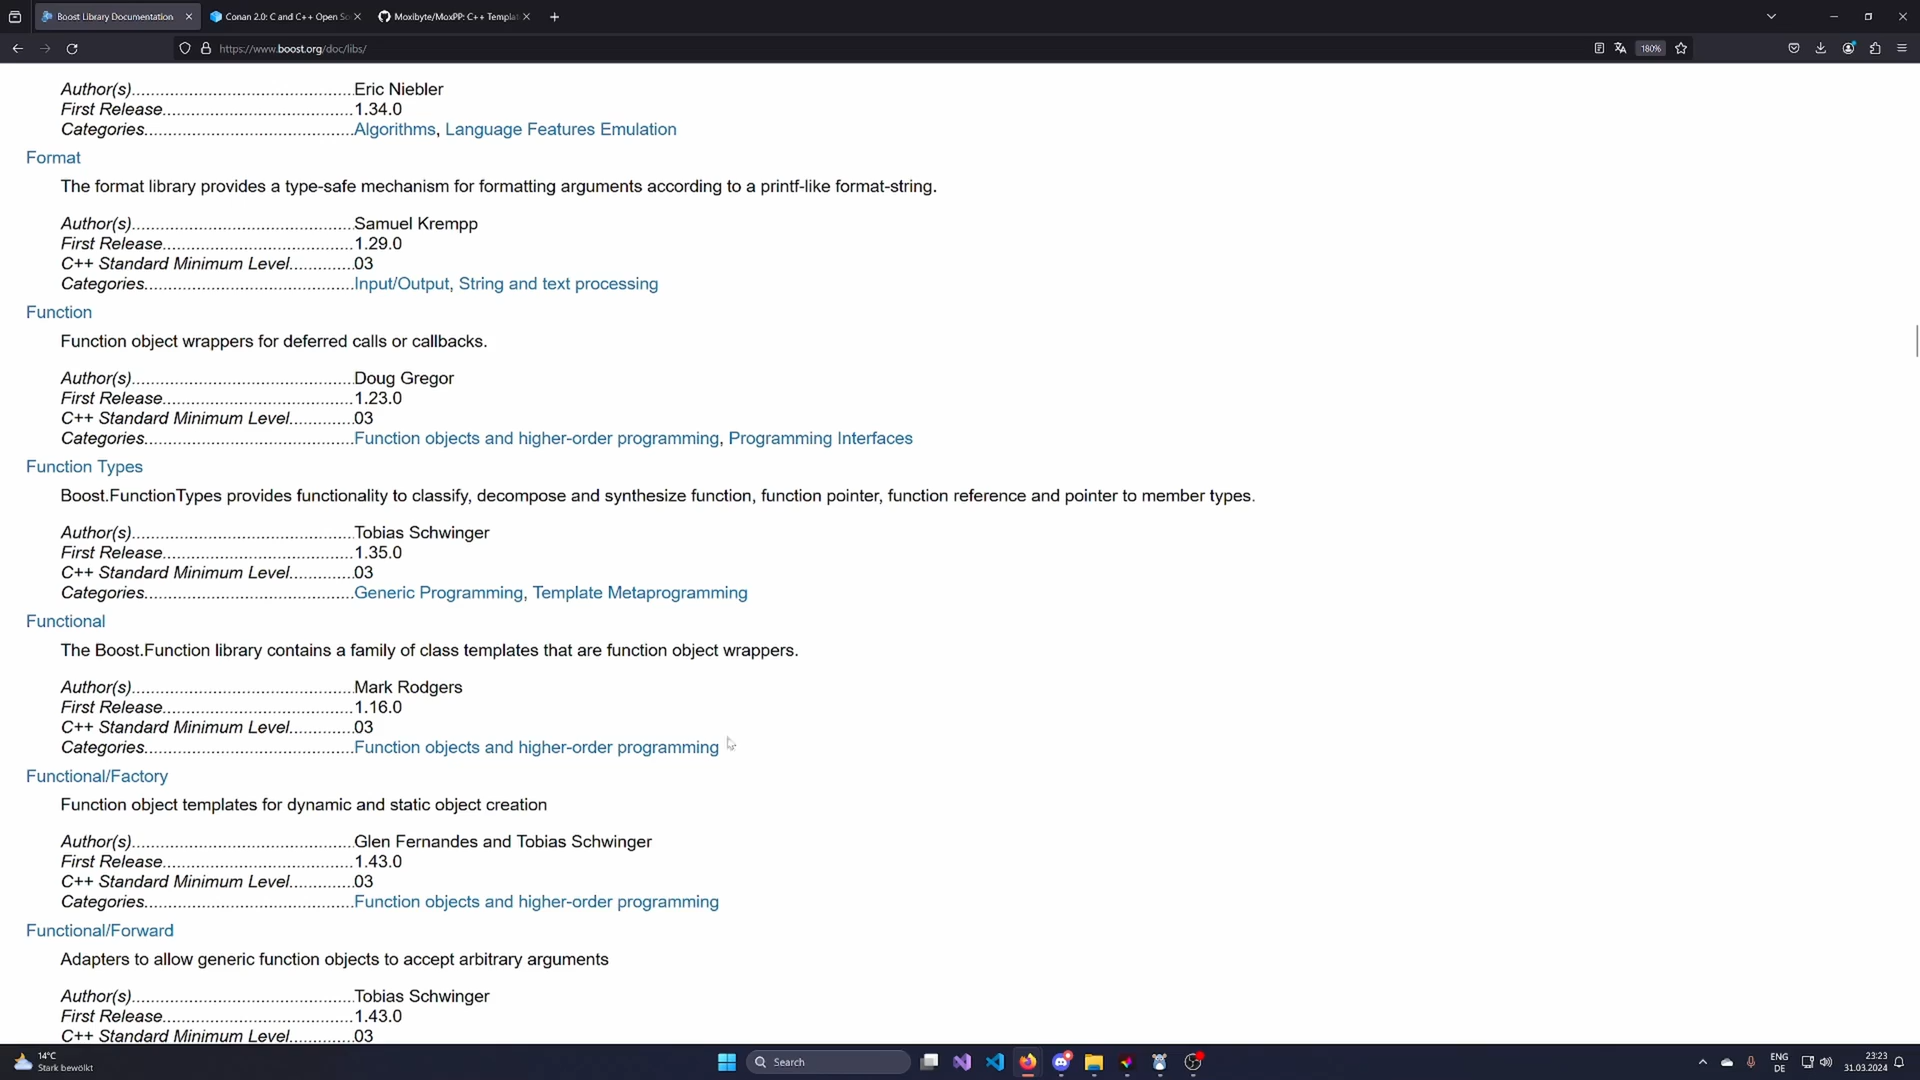 Boost Library Documentation
Conan 2.0: C and C++ Open So
Moxibyte/MoxPP: C++ Templat
https://www.boost.org/doc/libs/
180%
Author(s)..............................................Eric Niebler
First Release........................................1.34.0
Categories...........................................Algorithms, Language Features Emulation
Format
The format library provides a type-safe mechanism for formatting arguments according to a printf-like format-string.
Author(s)..............................................Samuel Krempp
First Release........................................1.29.0
C++ Standard Minimum Level.............03
Categories...........................................Input/Output, String and text processing
Function
Function object wrappers for deferred calls or callbacks.
Author(s)..............................................Doug Gregor
First Release........................................1.23.0
C++ Standard Minimum Level.............03
Categories...........................................Function objects and higher-order programming, Programming Interfaces
Function Types
Boost.FunctionTypes provides functionality to classify, decompose and synthesize function, function pointer, function reference and pointer to member types.
Author(s)..............................................Tobias Schwinger
First Release........................................1.35.0
C++ Standard Minimum Level.............03
Categories...........................................Generic Programming, Template Metaprogramming
Functional
The Boost.Function library contains a family of class templates that are function object wrappers.
Author(s)..............................................Mark Rodgers
First Release........................................1.16.0
C++ Standard Minimum Level.............03
Categories...........................................Function objects and higher-order programming
Functional/Factory
Function object templates for dynamic and static object creation
Author(s)..............................................Glen Fernandes and Tobias Schwinger
First Release........................................1.43.0
C++ Standard Minimum Level.............03
Categories...........................................Function objects and higher-order programming
Functional/Forward
Adapters to allow generic function objects to accept arbitrary arguments
Author(s)..............................................Tobias Schwinger
First Release........................................1.43.0
C++ Standard Minimum Level.............03
14°C
Stark bewölkt
Search
ENG
DE
23:23
31.03.2024